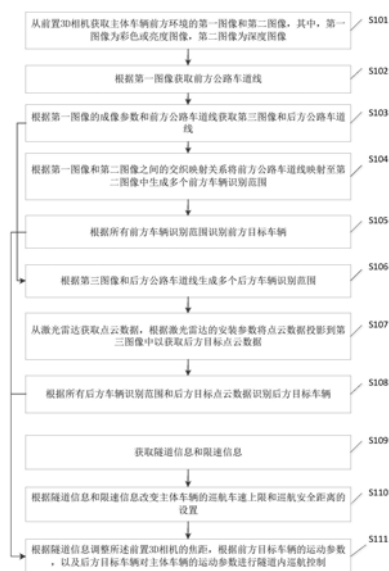 从前置3D相机获取主体车辆前方环境的第一图像和第二图像，其中，第一
图像为彩色或亮度图像，第二图像为深度图像
S101
根据第一图像获取前方公路车道线
S102
根据第一图像的成像参数和前方公路车道线获取第三图像和后方公路车道
线
S103
根据第一图像和第二图像之间的交织映射关系将前方公路车道线映射至第
二图像中生成多个前方车辆识别范围
S104
根据所有前方车辆识别范围识别前方目标车辆
S105
根据第三图像和后方公路车道线生成多个后方车辆识别范围
S106
从激光雷达获取点云数据，根据激光雷达的安装参数将点云数据投影到
第三图像中以获取后方目标点云数据
S107
根据所有后方车辆识别范围和后方目标点云数据识别后方目标车辆
S108
获取隧道信息和限速信息
S109
根据隧道信息和限速信息改变主体车辆的巡航车速上限和巡航安全距离的
设置
S110
根据隧道信息调整所述前置3D相机的焦距，根据前方目标车辆的运动参数
，以及后方目标车辆对主体车辆的运动参数进行隧道内巡航控制
S111